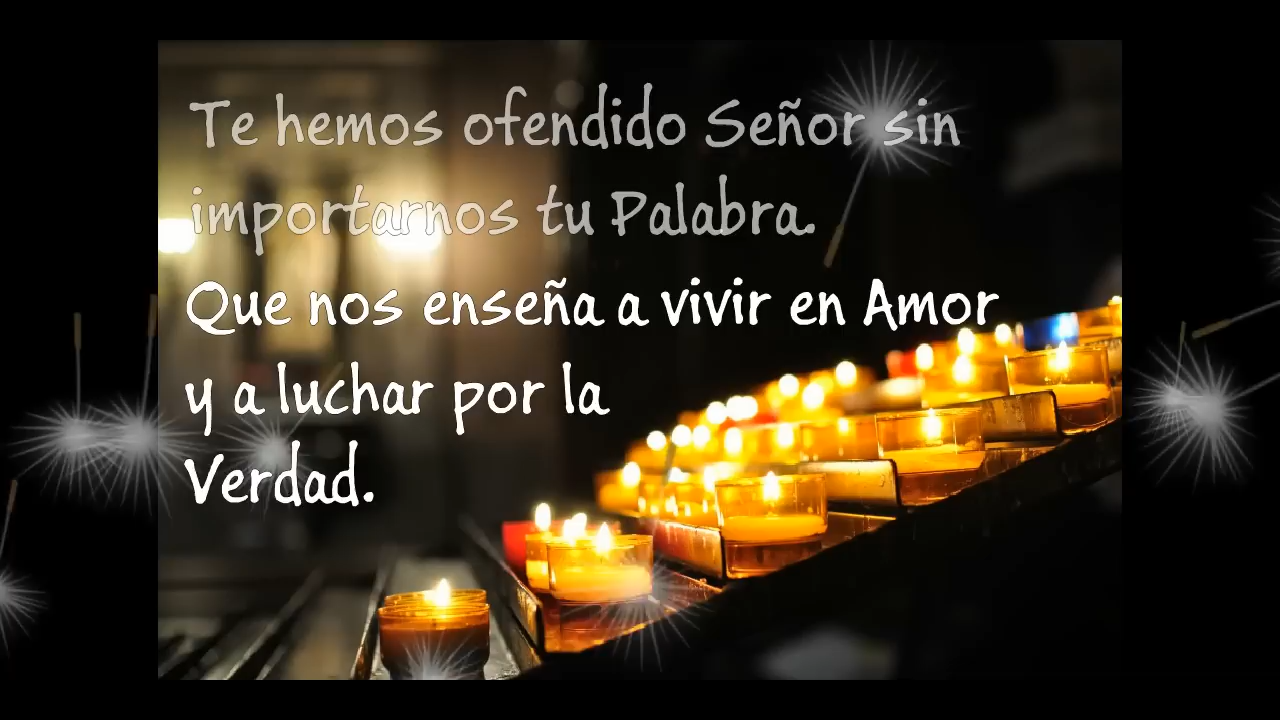 Te hemos ofendido Señor sin
importarnos tu Palabra.
Que nos enseña a vivir en Amor
y a luchar por la
Verdad.